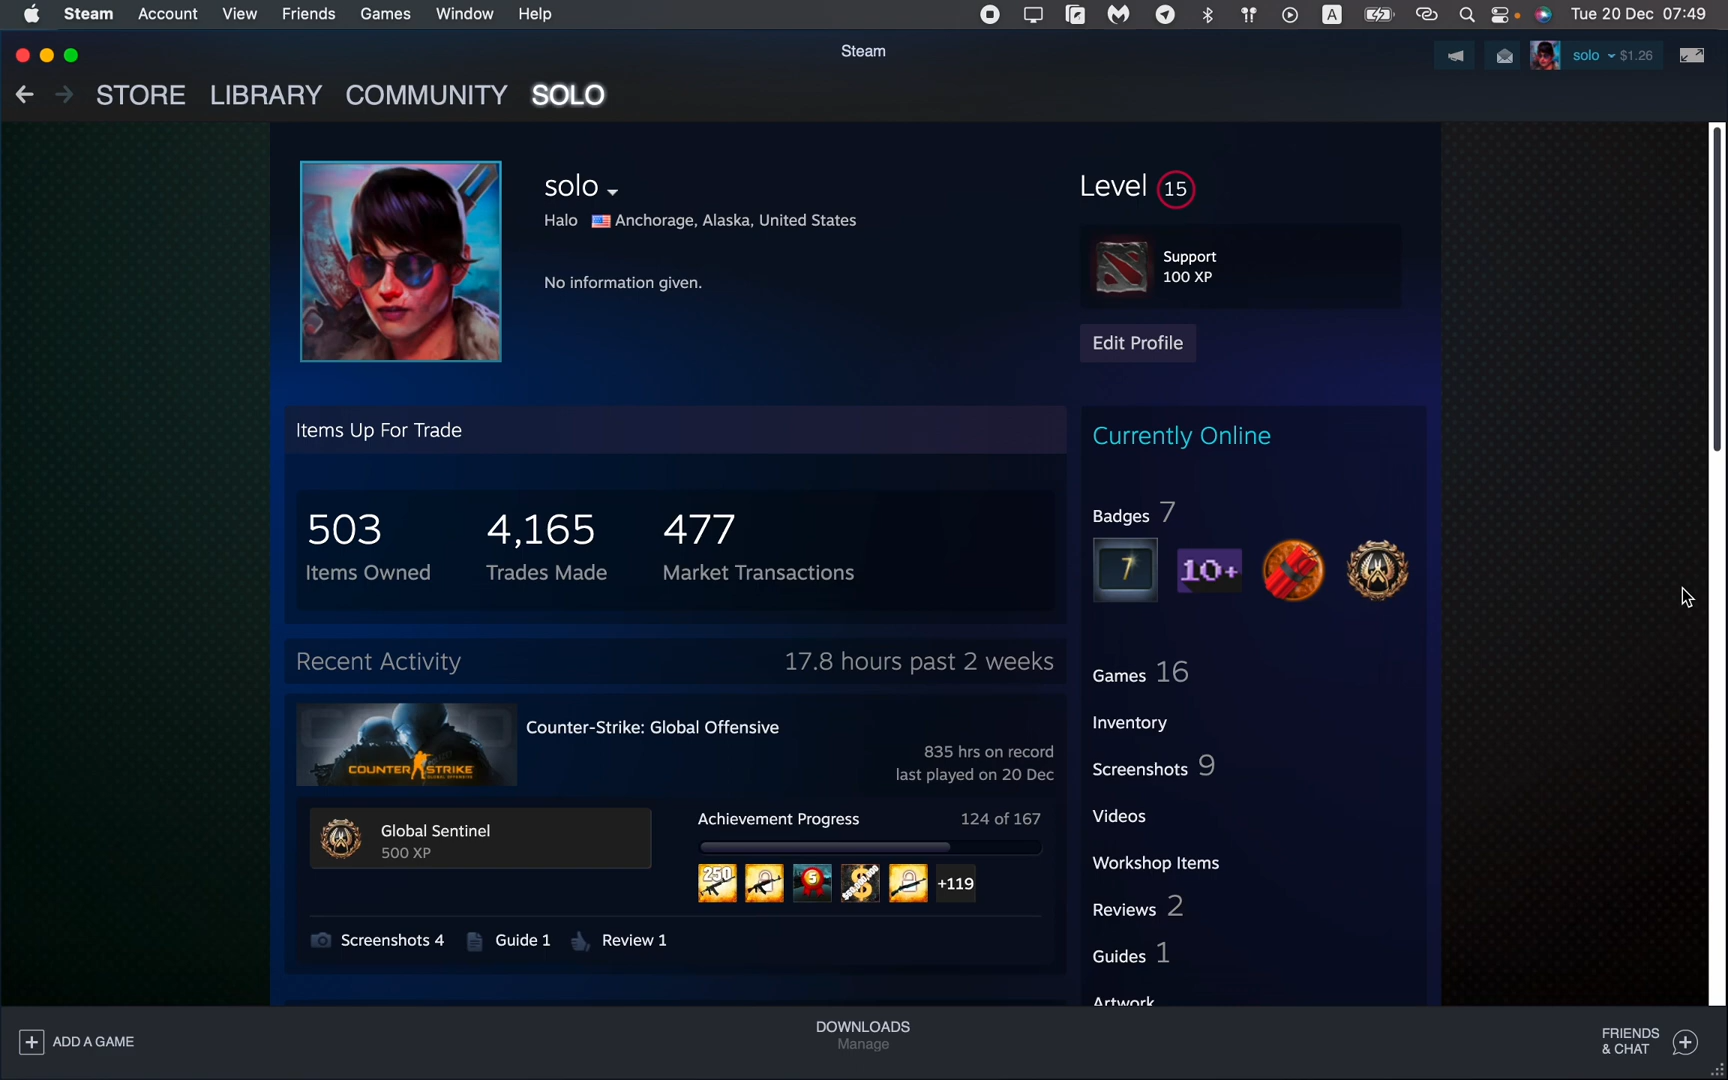 Steam Account View Friends Games Window Help A Tue 20 Dec 07:49
Steam
solo $1.26
STORE LIBRARY COMMUNITY SOLO
solo
Halo Anchorage, Alaska, United States
No information given.
Level 15
Support
100 XP
Edit Profile
Items Up For Trade
503 4,165 477
Items Owned Trades Made Market Transactions
Recent Activity 17.8 hours past 2 weeks
COUNTER STRIKE
GLOBAL OFFENSIVE
Counter-Strike: Global Offensive
835 hrs on record
last played on 20 Dec
Global Sentinel
500 XP
Achievement Progress 124 of 167
250 5 +119
Screenshots 4 Guide 1 Review 1
Currently Online
Badges 7
7 10+
Games 16
Inventory
Screenshots 9
Videos
Workshop Items
Reviews 2
Guides 1
Artwork
ADD A GAME
DOWNLOADS
Manage
FRIENDS
& CHAT